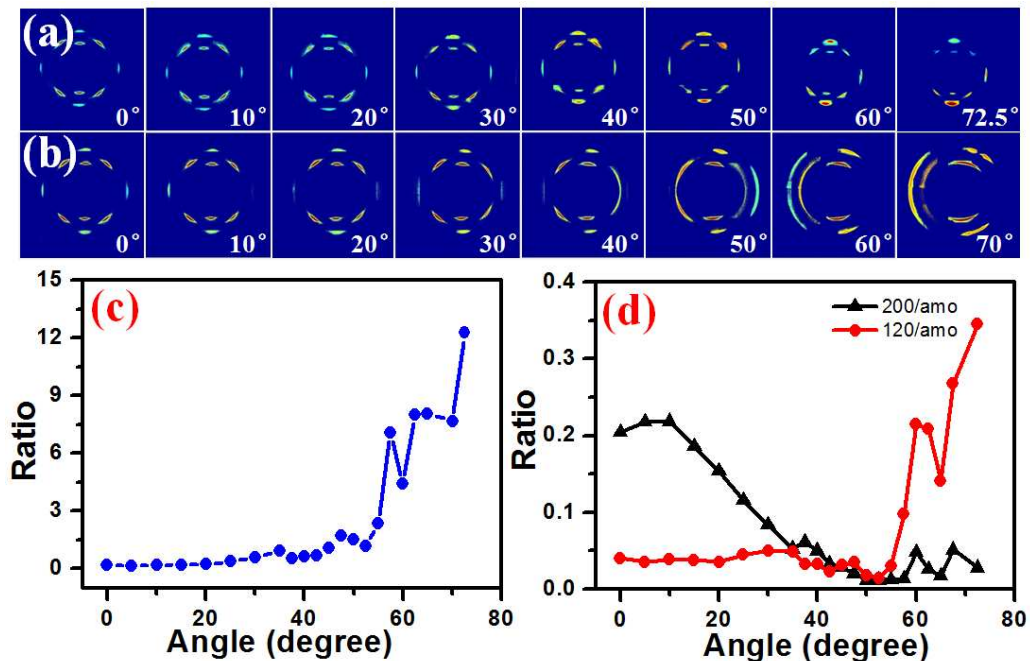 (a)
0° 10° 20° 30° 40° 50° 60° 72.5°
(b)
0° 10° 20° 30° 40° 50° 60° 70°
(c)
15
12
9
6
3
0
Ratio
0 20 40 60 80
Angle (degree)
(d)
200/amo
120/amo
0.4
0.3
0.2
0.1
0.0
Ratio
0 20 40 60 80
Angle (degree)